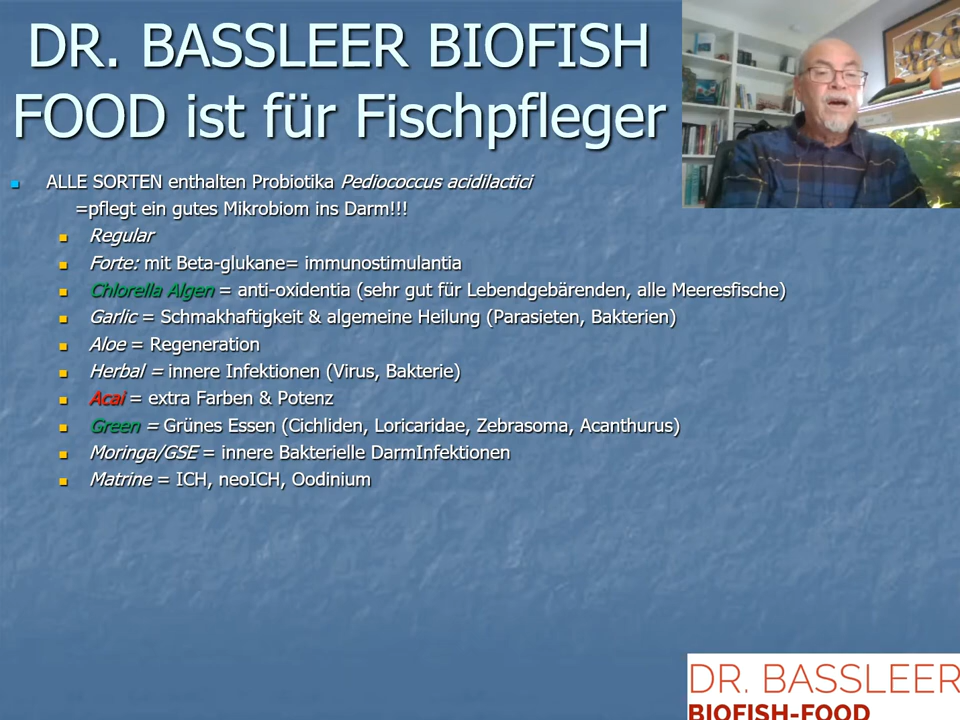 DR. BASSLEER BIOFISH
FOOD ist für Fischpfleger
ALLE SORTEN enthalten Probiotika Pediococcus acidilactici
=pflegt ein gutes Mikrobiom ins Darm!!!
Regular
Forte: mit Beta-glukane= immunostimulantia
Chlorella Algen = anti-oxidentia (sehr gut für Lebendgebärenden, alle Meeresfische)
Garlic = Schmakhaftigkeit & algemeine Heilung (Parasieten, Bakterien)
Aloe = Regeneration
Herbal = innere Infektionen (Virus, Bakterie)
Acai = extra Farben & Potenz
Green = Grünes Essen (Cichliden, Loricaridae, Zebrasoma, Acanthurus)
Moringa/GSE = innere Bakterielle DarmInfektionen
Matrine = ICH, neoICH, Oodinium
DR. BASSLEER
BIOFISH-FOOD